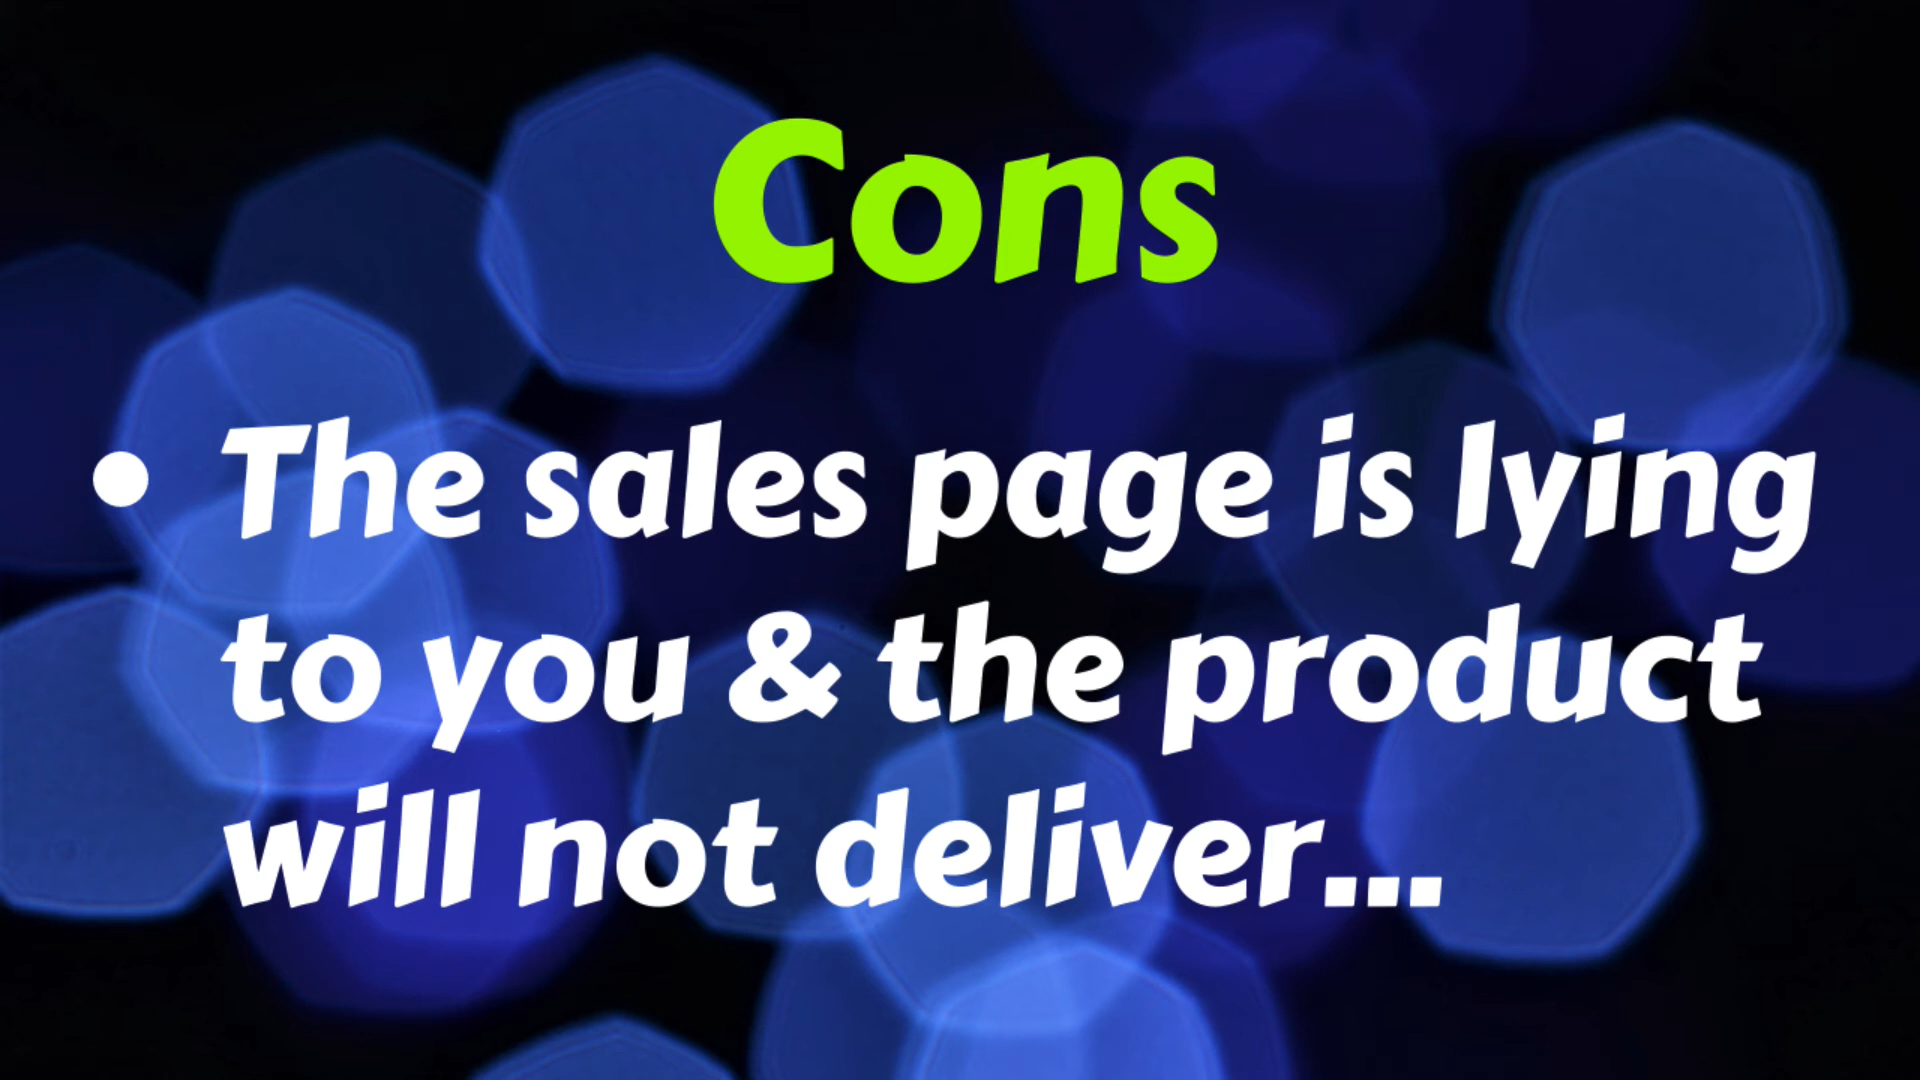 Cons
• The sales page is lying
to you & the product
will not deliver...